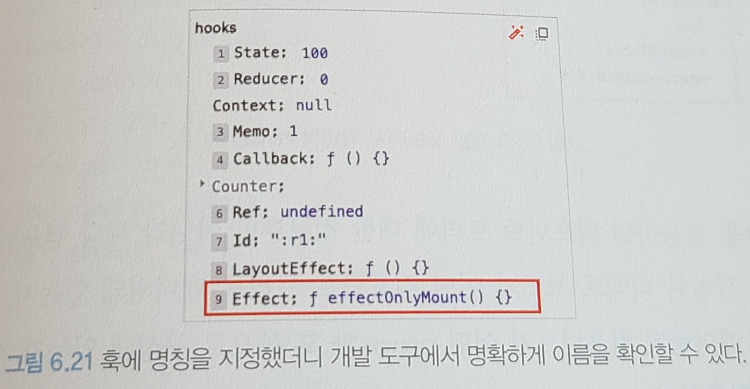 hooks
1 State: 100
2 Reducer: 0
Context: null
3 Memo: 1
4 Callback: ƒ () {}
Counter:
6 Ref: undefined
7 Id: ":r1:"
8 LayoutEffect: ƒ () {}
9 Effect: ƒ effectOnlyMount() {}
그림 6.21 훅에 명칭을 지정했더니 개발 도구에서 명확하게 이름을 확인할 수 있다.